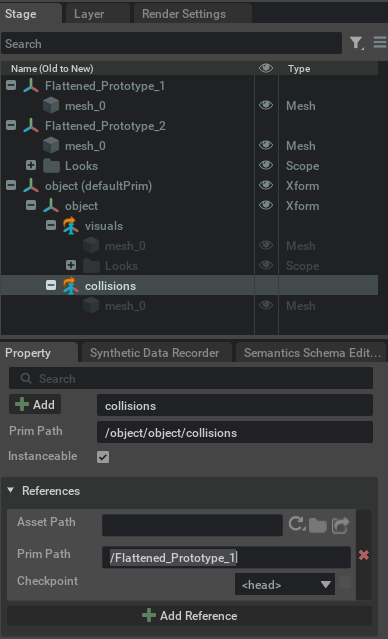 Stage Layer Render Settings
Search
Name (Old to New) Type
Flattened_Prototype_1
mesh_0 Mesh
Flattened_Prototype_2
mesh_0 Mesh
Looks Scope
object (defaultPrim) Xform
object Xform
visuals
mesh_0 Mesh
Looks Scope
collisions
mesh_0 Mesh
Property Synthetic Data Recorder Semantics Schema Edit...
Search
Add collisions
Prim Path /object/object/collisions
Instanceable
References
Asset Path
Prim Path /Flattened_Prototype_1
Checkpoint <head>
Add Reference